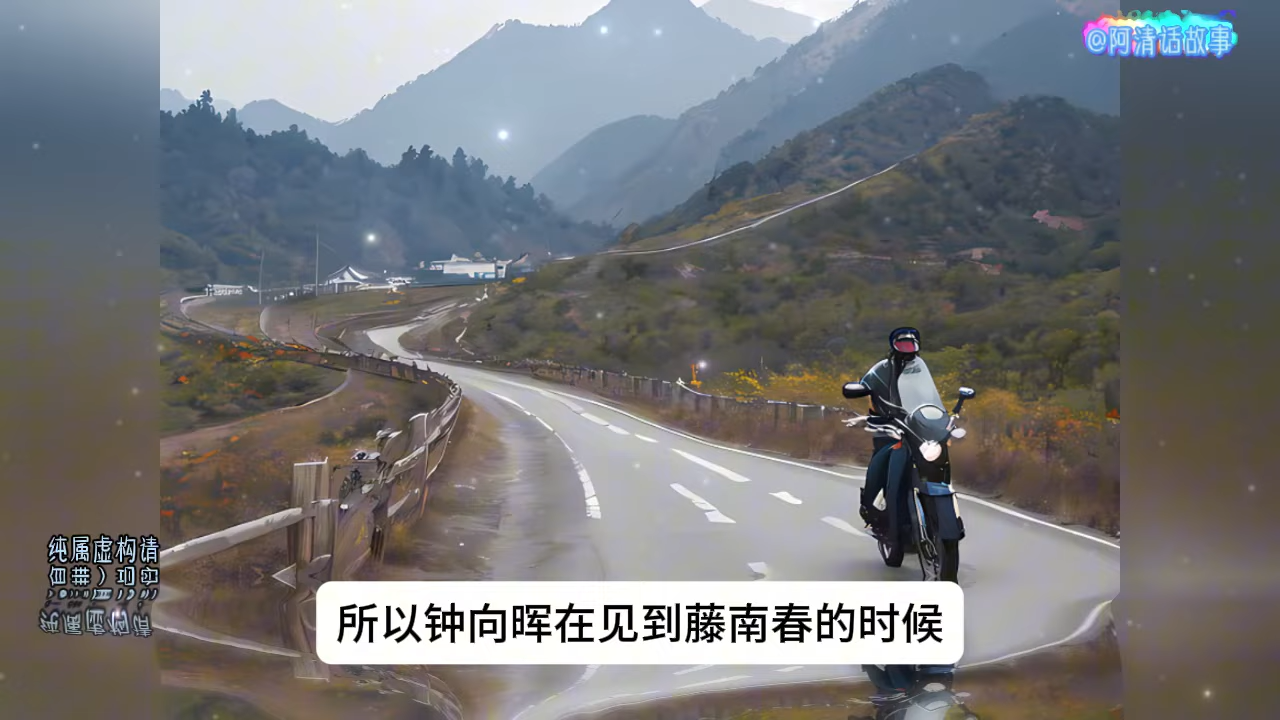 @阿清话故事
纯属虚构请
所以钟向晖在见到藤南春的时候